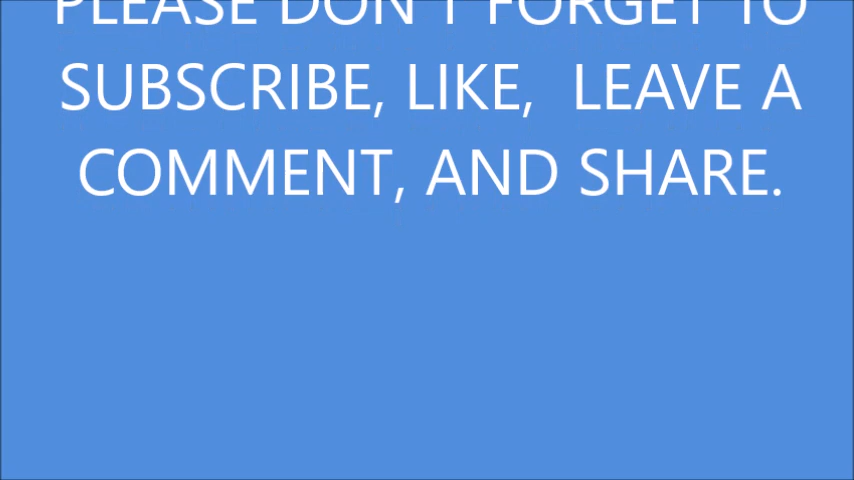 PLEASE DON'T FORGET TO
SUBSCRIBE, LIKE,  LEAVE A
COMMENT, AND SHARE.